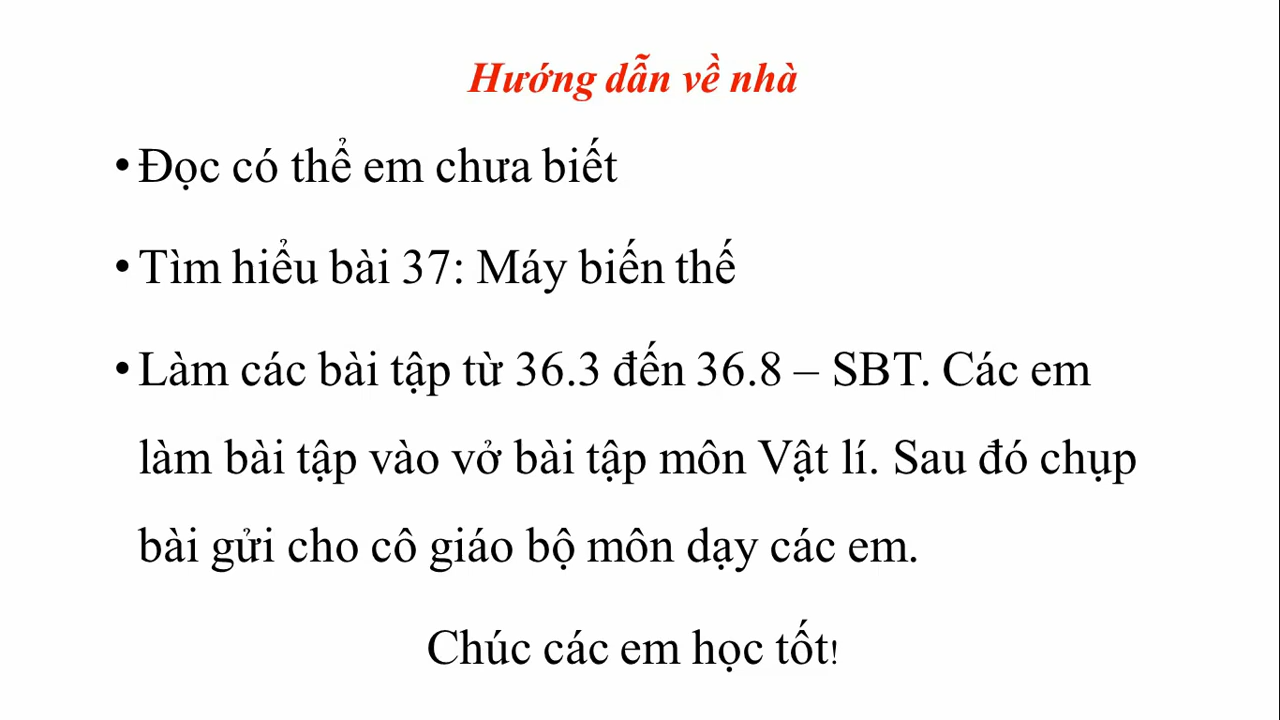 Hướng dẫn về nhà
• Đọc có thể em chưa biết
• Tìm hiểu bài 37: Máy biến thế
• Làm các bài tập từ 36.3 đến 36.8 – SBT. Các em
làm bài tập vào vở bài tập môn Vật lí. Sau đó chụp
bài gửi cho cô giáo bộ môn dạy các em.
Chúc các em học tốt!